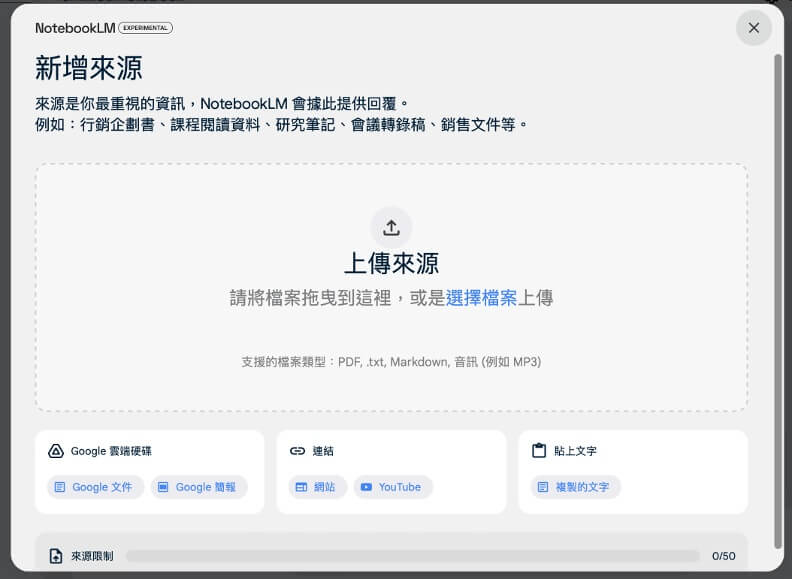 NotebookLM EXPERIMENTAL
新增來源
來源是你最重視的資訊，NotebookLM 會據此提供回覆。
例如：行銷企劃書、課程閱讀資料、研究筆記、會議轉錄稿、銷售文件等。
上傳來源
請將檔案拖曳到這裡，或是選擇檔案上傳
支援的檔案類型：PDF, .txt, Markdown, 音訊 (例如 MP3)
Google 雲端硬碟
Google 文件 Google 簡報
連結
網站 YouTube
貼上文字
複製的文字
來源限制 0/50